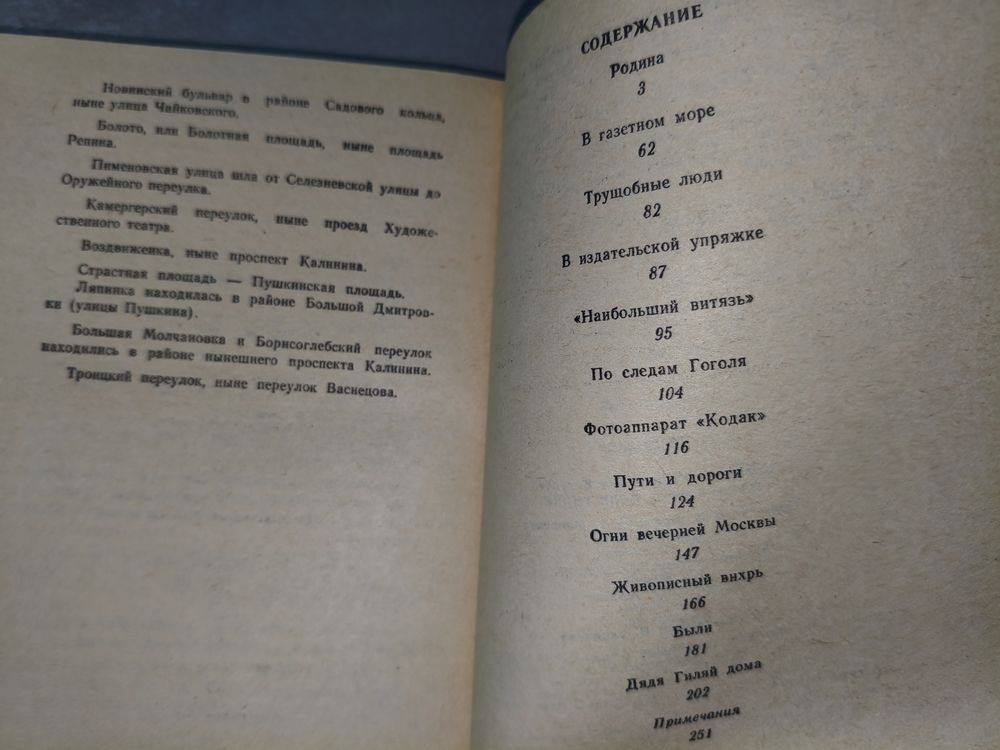 Новинский бульвар в районе Садового кольца,
ныне улица Чайковского.
Болото, или Болотная площадь, ныне площадь
Репина.
Пименовская улица шла от Селезневской улицы до
Оружейного переулка.
Камергерский переулок, ныне проезд Художе-
ственного театра.
Воздвиженка, ныне проспект Калинина.
Страстная площадь — Пушкинская площадь.
Ляпинка находилась в районе Большой Дмитров-
ки (улицы Пушкина).
Большая Молчановка и Борисоглебский переулок
находились в районе нынешнего проспекта Калинина.
Троицкий переулок, ныне переулок Васнецова.
СОДЕРЖАНИЕ
Родина
3
В газетном море
62
Трущобные люди
82
В издательской упряжке
87
«Наибольший витязь»
95
По следам Гоголя
104
Фотоаппарат «Кодак»
116
Пути и дороги
124
Огни вечерней Москвы
147
Живописный вихрь
166
Были
181
Дядя Гиляй дома
202
Примечания
251